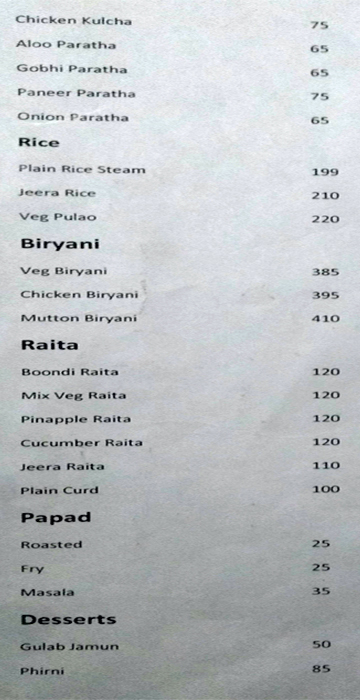 Chicken Kulcha 75
Aloo Paratha 65
Gobhi Paratha 65
Paneer Paratha 75
Onion Paratha 65
Rice
Plain Rice Steam 199
Jeera Rice 210
Veg Pulao 220
Biryani
Veg Biryani 385
Chicken Biryani 395
Mutton Biryani 410
Raita
Boondi Raita 120
Mix Veg Raita 120
Pinapple Raita 120
Cucumber Raita 120
Jeera Raita 110
Plain Curd 100
Papad
Roasted 25
Fry 25
Masala 35
Desserts
Gulab Jamun 50
Phirni 85